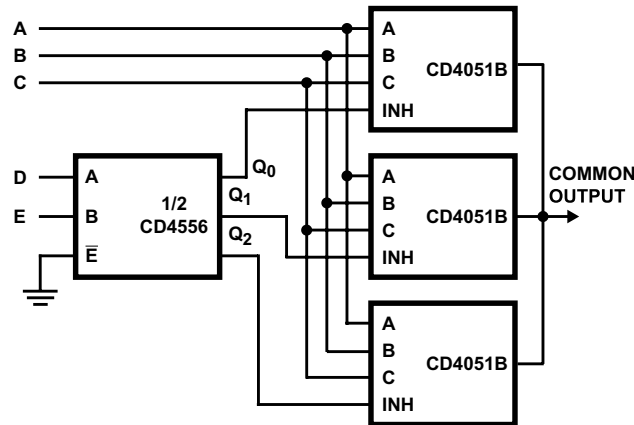 A
B
C
A
B
C
INH
CD4051B
D
E
A
B
E̅
1/2
CD4556
Q0
Q1
Q2
A
B
C
INH
CD4051B
COMMON
OUTPUT
A
B
C
INH
CD4051B